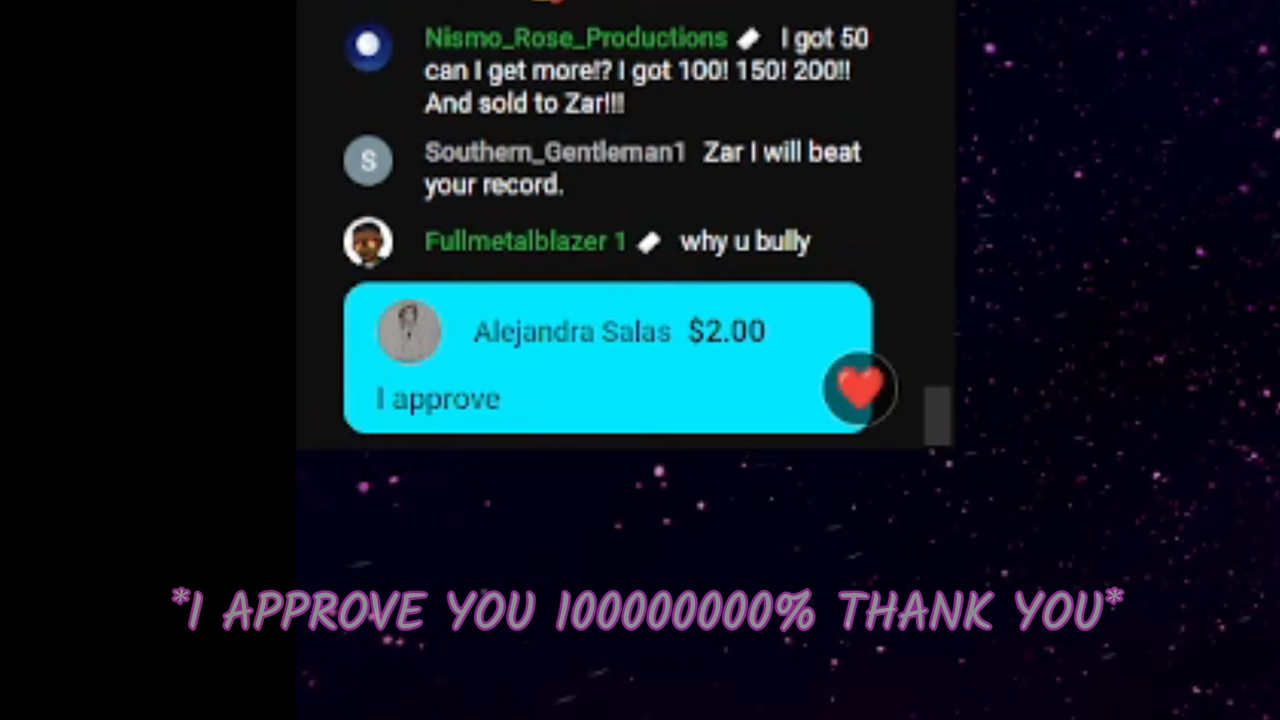 Nismo_Rose_Productions I got 50
can I get more!? I got 100! 150! 200!!
And sold to Zar!!!
S
Southern_Gentleman1 Zar I will beat
your record.
Fullmetalblazer 1 why u bully
Alejandra Salas $2.00
I approve
*I APPROVE YOU 100000000% THANK YOU*